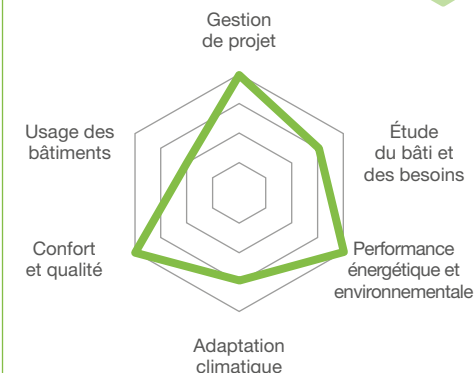 Gestion
de projet
Usage des
bâtiments
Étude
du bâti et
des besoins
Confort
et qualité
Performance
énergétique et
environnementale
Adaptation
climatique